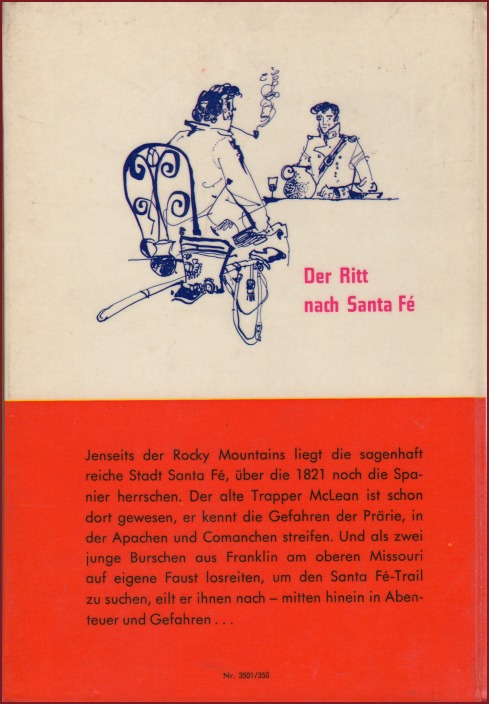 Der Ritt
nach Santa Fé
Jenseits der Rocky Mountains liegt die sagenhaft
reiche Stadt Santa Fé, über die 1821 noch die Spa-
nier herrschen. Der alte Trapper McLean ist schon
dort gewesen, er kennt die Gefahren der Prärie, in
der Apachen und Comanchen streifen. Und als zwei
junge Burschen aus Franklin am oberen Missouri
auf eigene Faust losreiten, um den Santa Fé-Trail
zu suchen, eilt er ihnen nach – mitten hinein in Aben-
teuer und Gefahren . . .
Nr. 3501/350